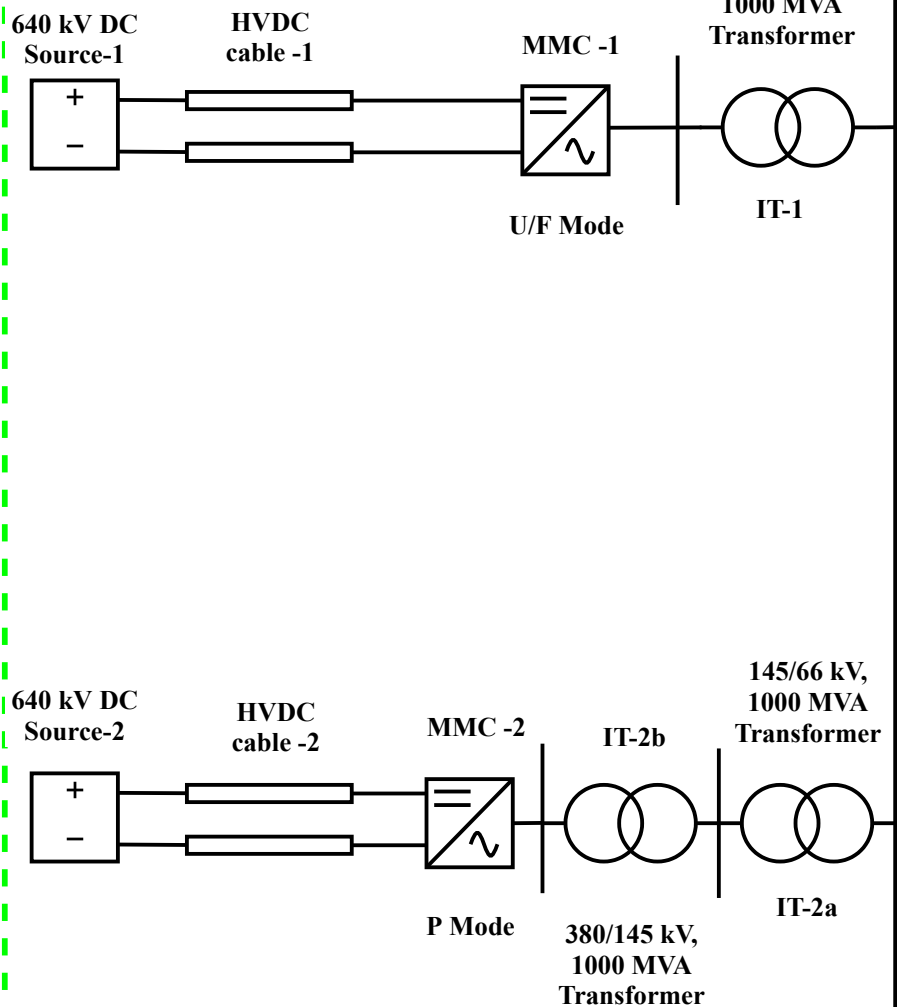 1000 MVA
Transformer
640 kV DC
Source-1
HVDC
cable -1
MMC -1
+
−
IT-1
U/F Mode
145/66 kV,
1000 MVA
Transformer
640 kV DC
Source-2
HVDC
cable -2
MMC -2
IT-2b
+
−
IT-2a
P Mode
380/145 kV,
1000 MVA
Transformer